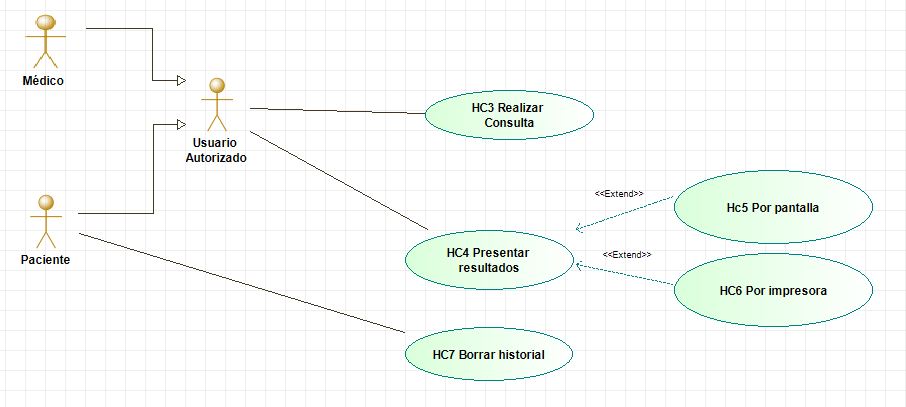 Médico
Usuario
Autorizado
Paciente
HC3 Realizar
Consulta
HC4 Presentar
resultados
<<Extend>>
Hc5 Por pantalla
<<Extend>>
HC6 Por impresora
HC7 Borrar historial